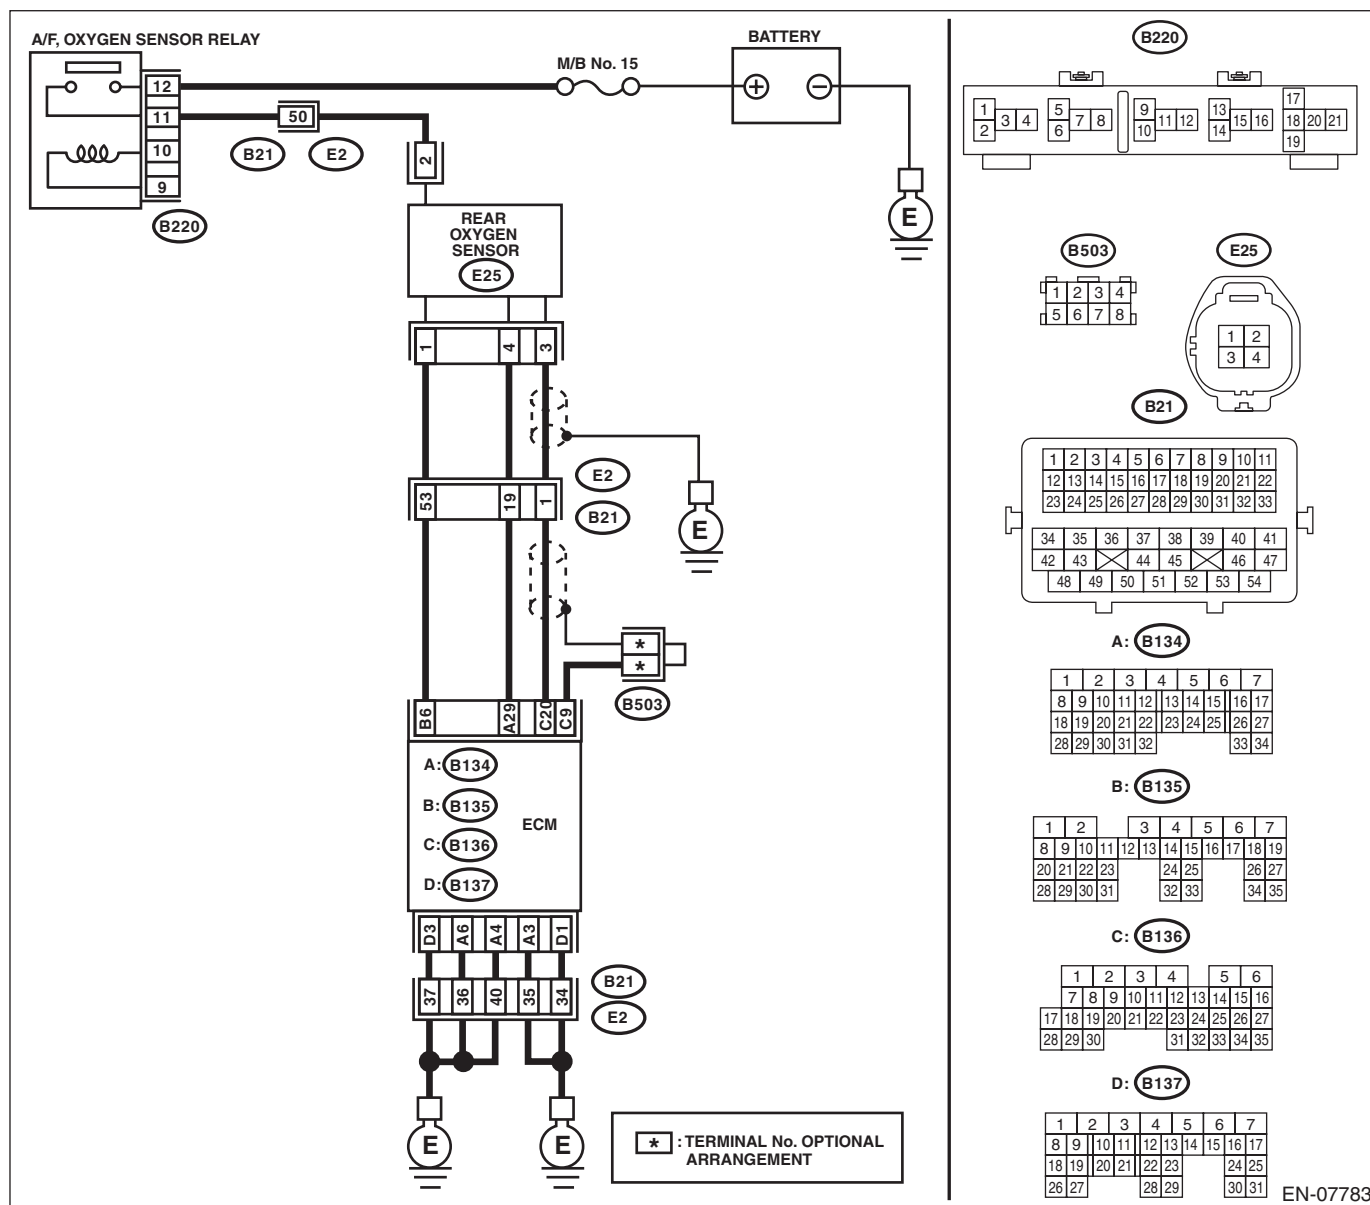 A/F, OXYGEN SENSOR RELAY
12
11
10
9
B220
50
B21
E2
M/B No. 15
BATTERY
+
−
E
2
REAR
OXYGEN
SENSOR
E25
1
4
3
E2
B21
E
53
19
1
*
*
B503
B6
A29
C20
C9
A: B134
B: B135
C: B136
D: B137
ECM
D3
A6
A4
A3
D1
37
36
40
35
34
B21
E2
E
E
* : TERMINAL No. OPTIONAL
ARRANGEMENT
B220
1 2 3 4 5 6 7 8 9 10 11 12 13 14 15 16 17 18 19 20 21
B503
1 2 3 4
5 6 7 8
E25
1 2
3 4
B21
1 2 3 4 5 6 7 8 9 10 11
12 13 14 15 16 17 18 19 20 21 22
23 24 25 26 27 28 29 30 31 32 33
34 35 36 37 38 39 40 41
42 43 44 45 46 47
48 49 50 51 52 53 54
A: B134
1 2 3 4 5 6 7
8 9 10 11 12 13 14 15 16 17
18 19 20 21 22 23 24 25 26 27
28 29 30 31 32 33 34
B: B135
1 2 3 4 5 6 7
8 9 10 11 12 13 14 15 16 17 18 19
20 21 22 23 24 25 26 27
28 29 30 31 32 33 34 35
C: B136
1 2 3 4 5 6
7 8 9 10 11 12 13 14 15 16
17 18 19 20 21 22 23 24 25 26 27
28 29 30 31 32 33 34 35
D: B137
1 2 3 4 5 6 7
8 9 10 11 12 13 14 15 16 17
18 19 20 21 22 23 24 25
26 27 28 29 30 31
EN-07783